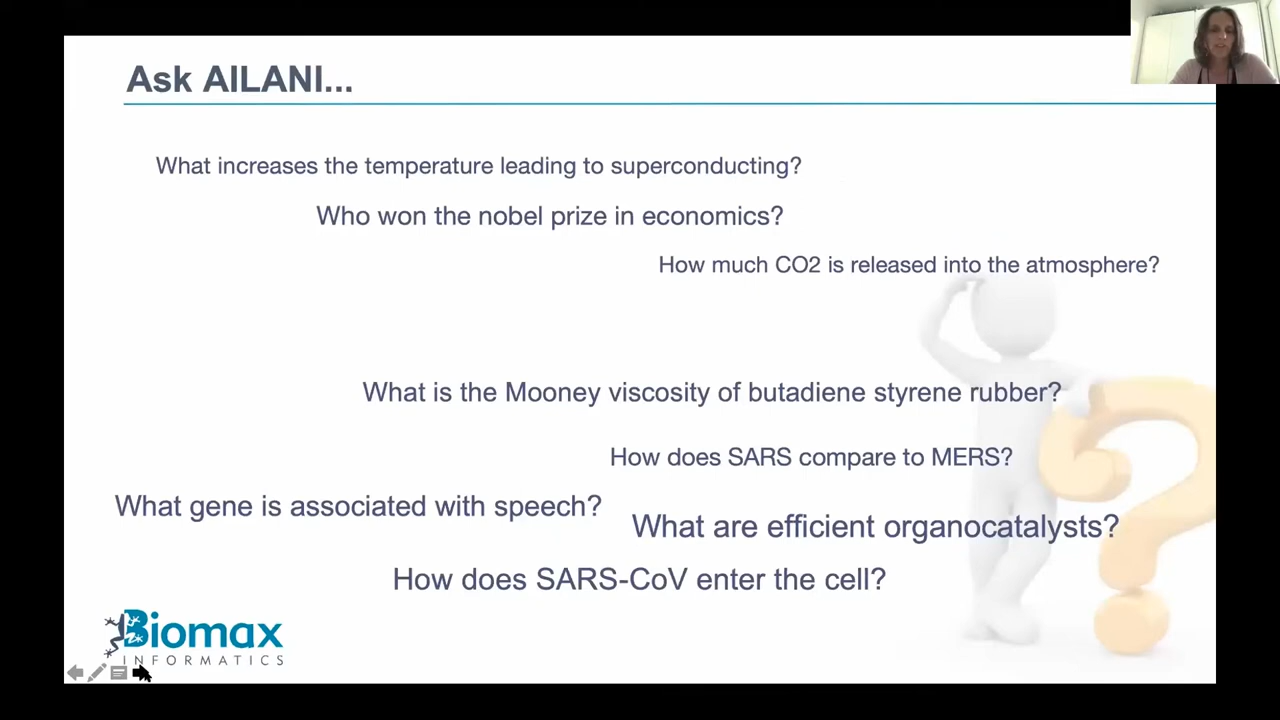 Ask AILANI...
What increases the temperature leading to superconducting?
Who won the nobel prize in economics?
How much CO2 is released into the atmosphere?
What is the Mooney viscosity of butadiene styrene rubber?
How does SARS compare to MERS?
What gene is associated with speech?
What are efficient organocatalysts?
How does SARS-CoV enter the cell?
Biomax
INFORMATICS